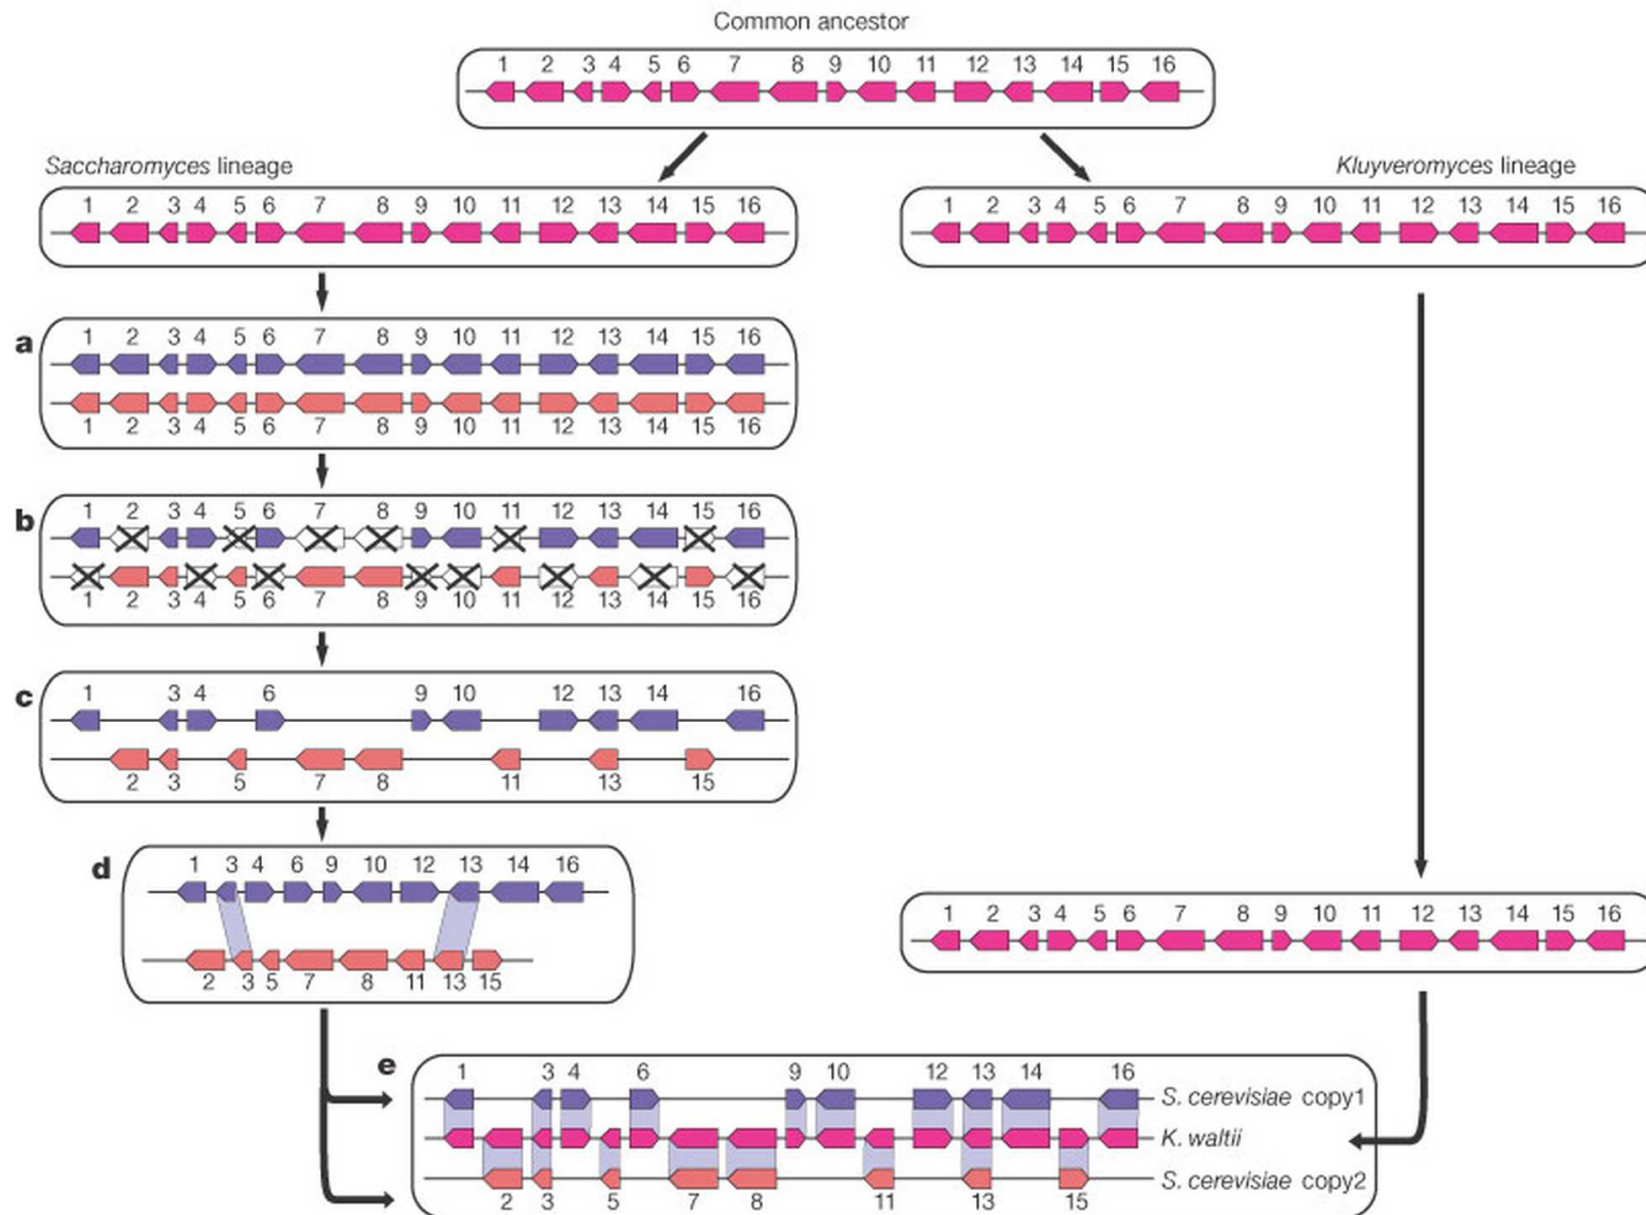 Common ancestor
1 2 3 4 5 6 7 8 9 10 11 12 13 14 15 16
Saccharomyces lineage
1 2 3 4 5 6 7 8 9 10 11 12 13 14 15 16
Kluyveromyces lineage
1 2 3 4 5 6 7 8 9 10 11 12 13 14 15 16
a
1 2 3 4 5 6 7 8 9 10 11 12 13 14 15 16
1 2 3 4 5 6 7 8 9 10 11 12 13 14 15 16
b
1 2 3 4 5 6 7 8 9 10 11 12 13 14 15 16
1 2 3 4 5 6 7 8 9 10 11 12 13 14 15 16
c
1 3 4 6 9 10 12 13 14 16
2 3 5 7 8 11 13 15
d
1 3 4 6 9 10 12 13 14 16
2 3 5 7 8 11 13 15
1 2 3 4 5 6 7 8 9 10 11 12 13 14 15 16
e
1 3 4 6 9 10 12 13 14 16
S. cerevisiae copy1
K. waltii
S. cerevisiae copy2
2 3 5 7 8 11 13 15